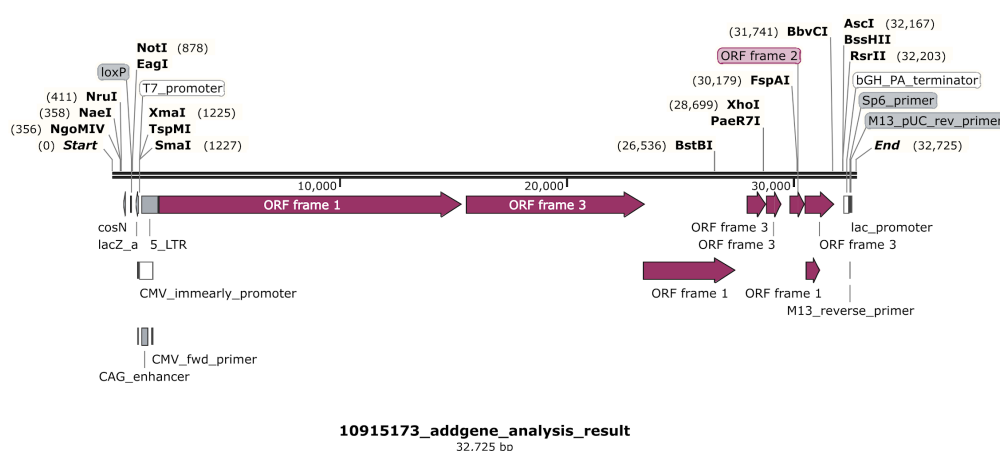 NotI (878)
EagI
loxP
T7_promoter
(411) NruI
(358) NaeI
(356) NgoMIV
(0) Start
XmaI (1225)
TspMI
SmaI (1227)
(31,741) BbvCI
ORF frame 2
(30,179) FspAI
(28,699) XhoI
PaeR7I
(26,536) BstBI
AscI (32,167)
BssHII
RsrII (32,203)
bGH_PA_terminator
Sp6_primer
M13_pUC_rev_primer
End (32,725)
10,000
20,000
30,000
ORF frame 1
ORF frame 3
cosN
lacZ_a
5_LTR
ORF frame 3
ORF frame 3
lac_promoter
ORF frame 3
CMV_immearly_promoter
ORF frame 1
ORF frame 1
M13_reverse_primer
CMV_fwd_primer
CAG_enhancer
10915173_addgene_analysis_result
32,725 bp